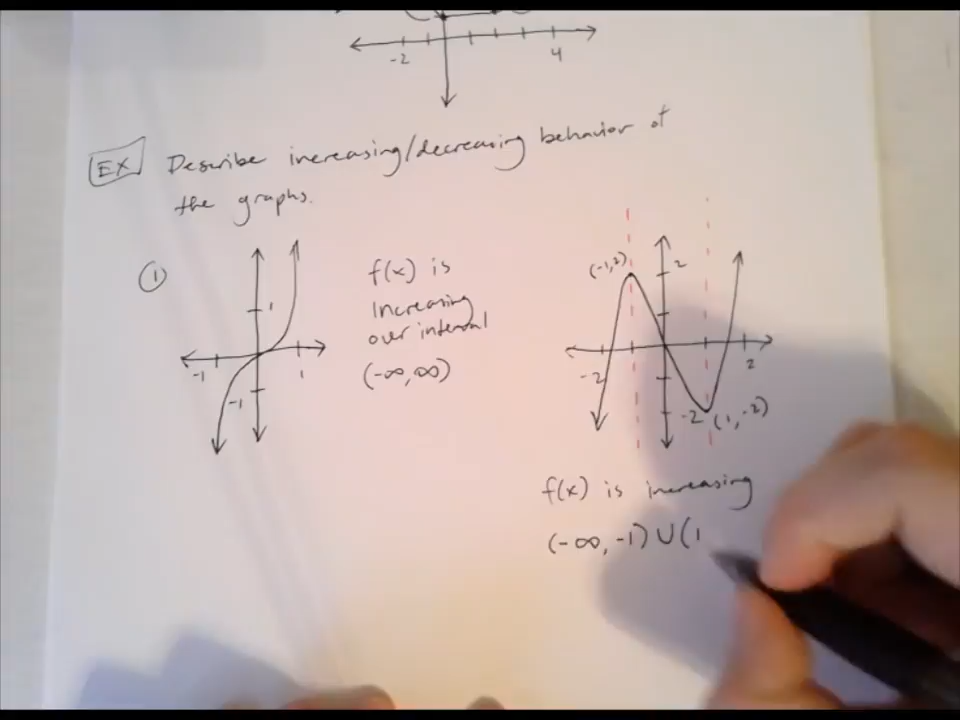 -2 4
EX Describe increasing/decreasing behavior of
the graphs.
①
1
-1 1
-1
f(x) is
Increasing
over interval
(-∞,∞)
(-1,2) 2
-2 2
-2 (1,-2)
f(x) is increasing
(-∞,-1)∪(1